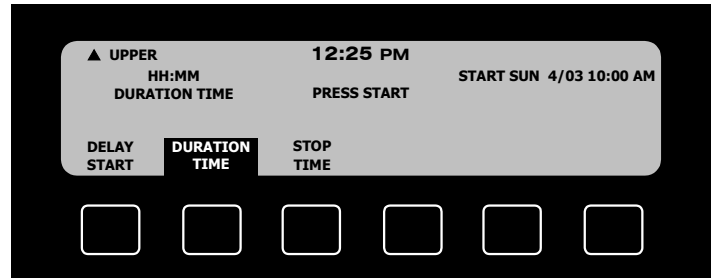 ▲ UPPER 12:25 PM
HH:MM START SUN 4/03 10:00 AM
DURATION TIME PRESS START
DELAY DURATION STOP
START TIME TIME